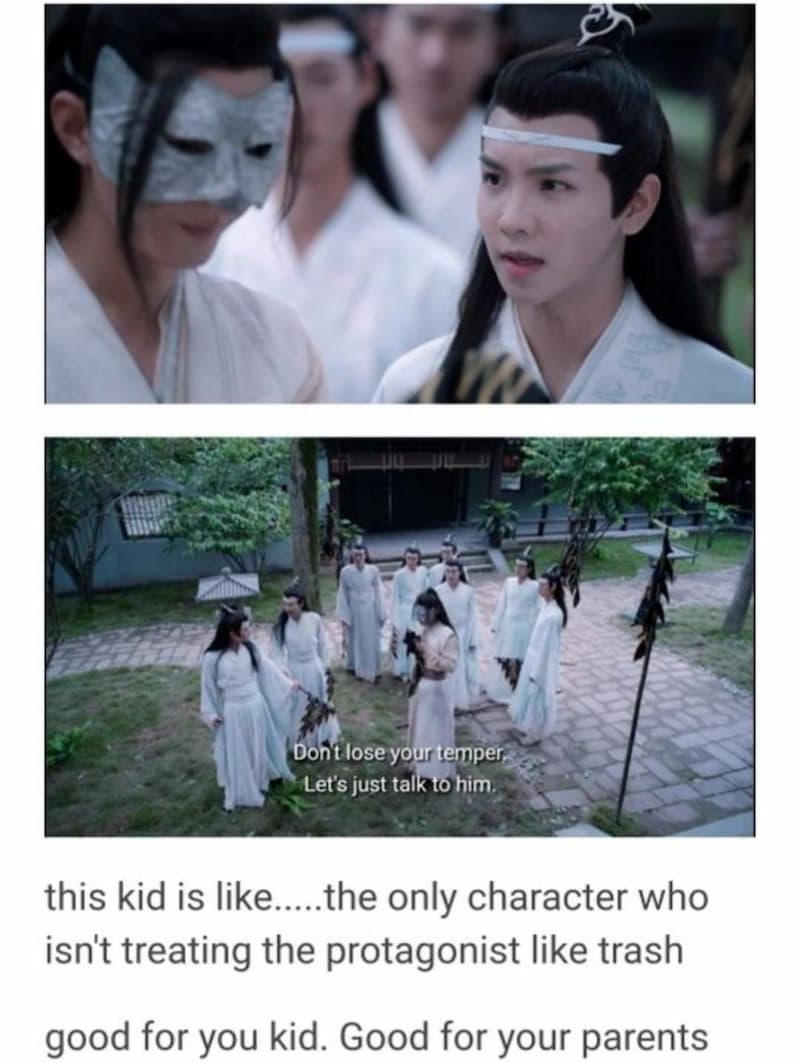 Don't lose your temper,
Let's just talk to him.
this kid is like.....the only character who
isn't treating the protagonist like trash
good for you kid. Good for your parents